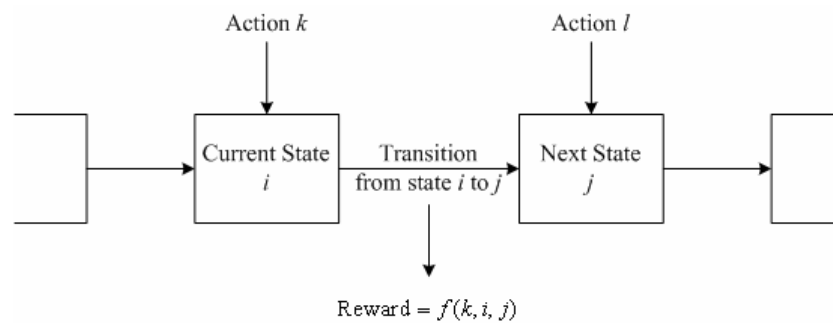 Action k
Action l
Current State
i
Transition
from state i to j
Next State
j
Reward = f(k, i, j)